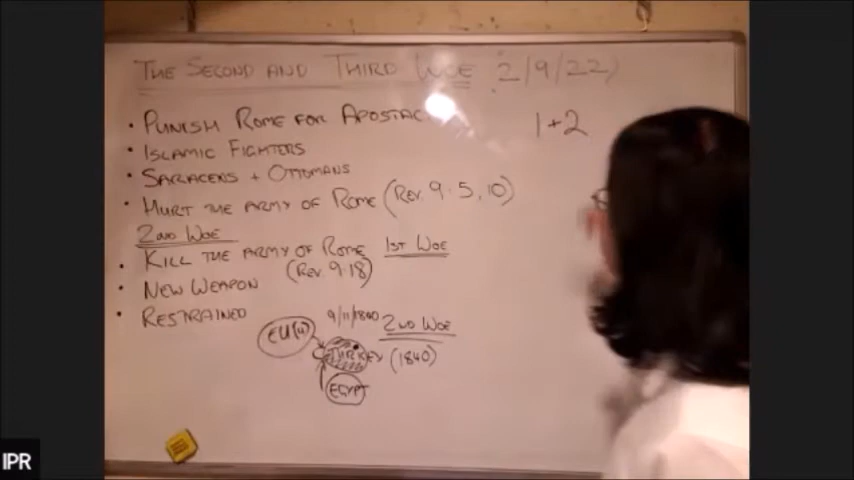 THE SECOND AND THIRD WOE 2/9/22
1+2
• PUNISH ROME FOR APOSTAC
• ISLAMIC FIGHTERS
• SARACENS + OTTOMANS
• HURT THE ARMY OF ROME (REV. 9:5,10)
2ND WOE
• KILL THE ARMY OF ROME 1ST WOE
(REV. 9:18)
• NEW WEAPON
• RESTRAINED
9/11/1840 2ND WOE
EU(4)
TURKEY (1840)
EGYPT
IPR